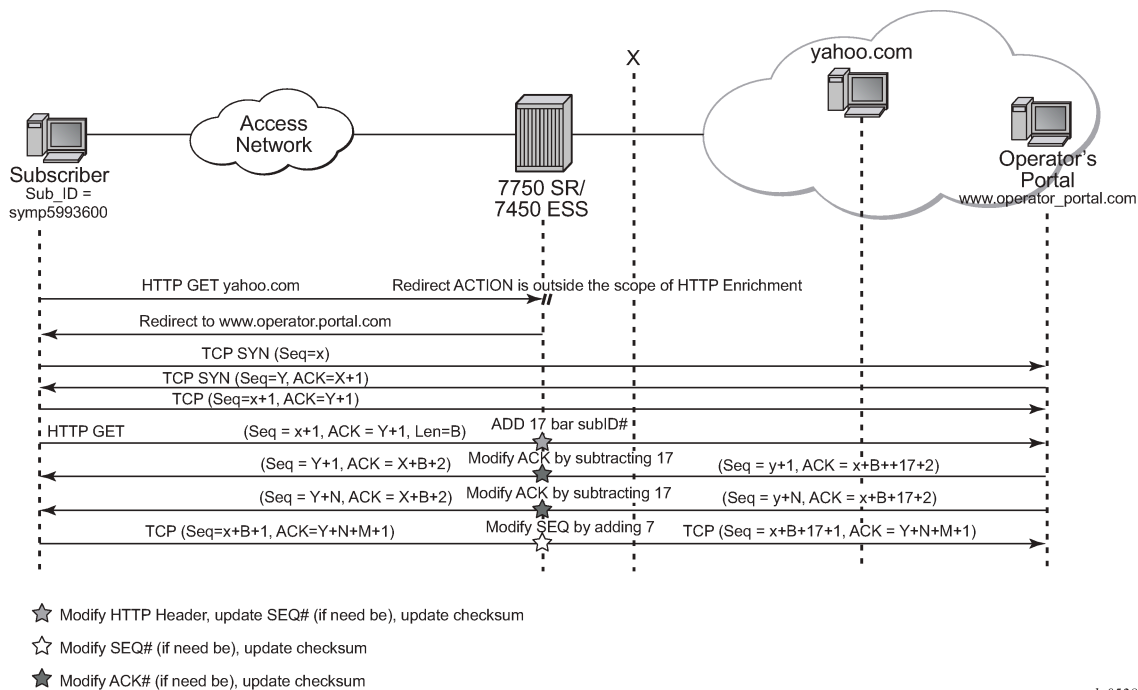 yahoo.com
X
Access
Network
Subscriber
Sub_ID =
symp5993600
7750 SR/
7450 ESS
Operator's
Portal
www.operator_portal.com
HTTP GET yahoo.com
Redirect ACTION is outside the scope of HTTP Enrichment
Redirect to www.operator.portal.com
TCP SYN (Seq=x)
TCP SYN (Seq=Y, ACK=X+1)
TCP (Seq=x+1, ACK=Y+1)
HTTP GET
(Seq = x+1, ACK = Y+1, Len=B)
ADD 17 bar subID#
(Seq = Y+1, ACK = X+B+2)
Modify ACK by subtracting 17
(Seq = y+1, ACK = x+B++17+2)
(Seq = Y+N, ACK = X+B+2)
Modify ACK by subtracting 17
(Seq = y+N, ACK = x+B+17+2)
TCP (Seq=x+B+1, ACK=Y+N+M+1)
Modify SEQ by adding 7
TCP (Seq = x+B+17+1, ACK = Y+N+M+1)
Modify HTTP Header, update SEQ# (if need be), update checksum
Modify SEQ# (if need be), update checksum
Modify ACK# (if need be), update checksum